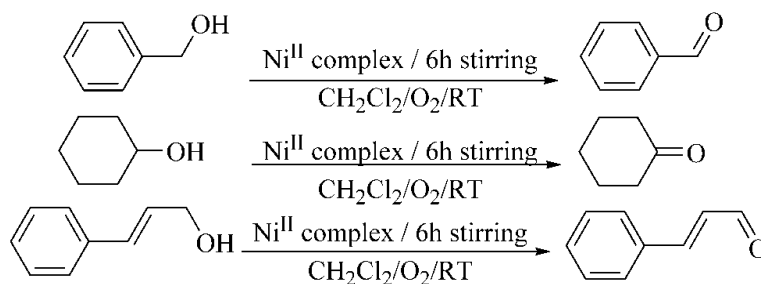 OH
Ni^II complex / 6h stirring
CH₂Cl₂/O₂/RT
O
OH
Ni^II complex / 6h stirring
CH₂Cl₂/O₂/RT
O
OH
Ni^II complex / 6h stirring
CH₂Cl₂/O₂/RT
O